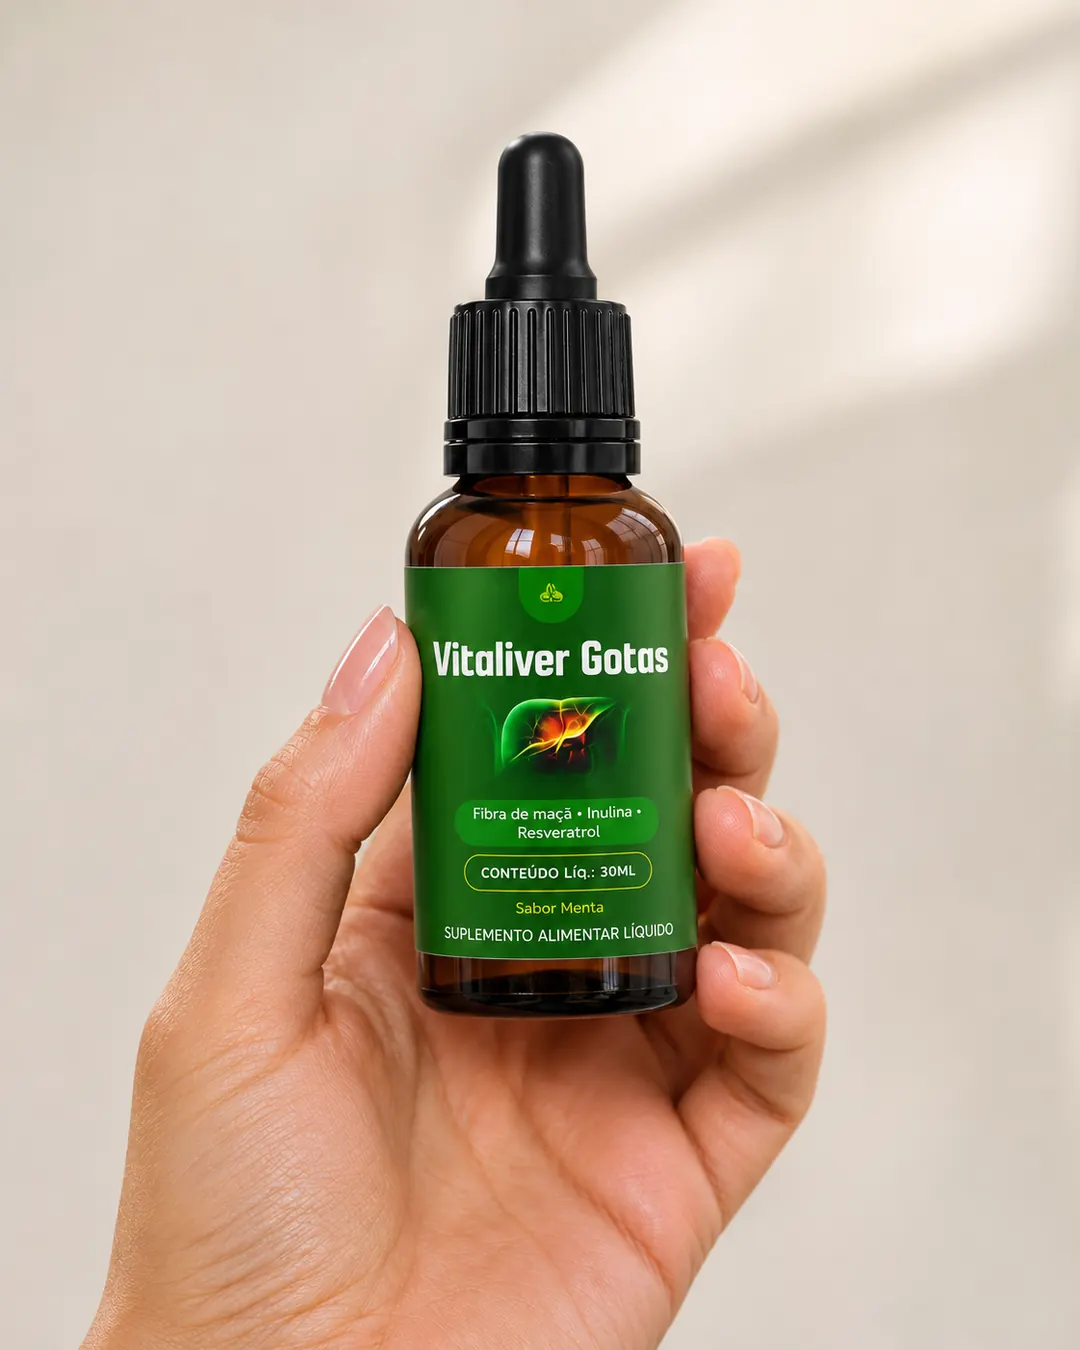 Vitaliver Gotas
Fibra de maçã • Inulina •
Resveratrol
CONTEÚDO Líq.: 30ML
Sabor Menta
SUPLEMENTO ALIMENTAR LÍQUIDO